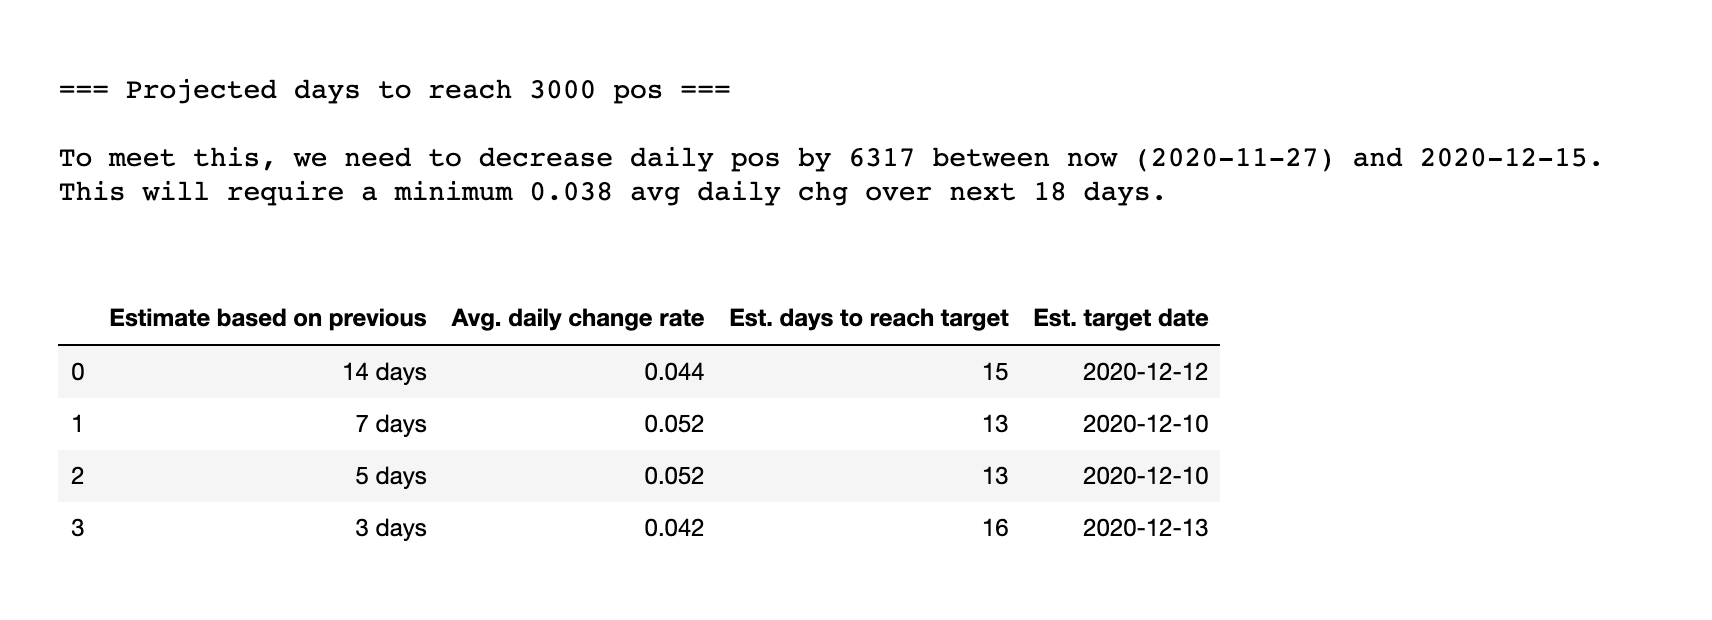 === Projected days to reach 3000 pos ===
To meet this, we need to decrease daily pos by 6317 between now (2020-11-27) and 2020-12-15.
This will require a minimum 0.038 avg daily chg over next 18 days.
Estimate based on previous Avg. daily change rate Est. days to reach target Est. target date
0 14 days 0.044 15 2020-12-12
1 7 days 0.052 13 2020-12-10
2 5 days 0.052 13 2020-12-10
3 3 days 0.042 16 2020-12-13